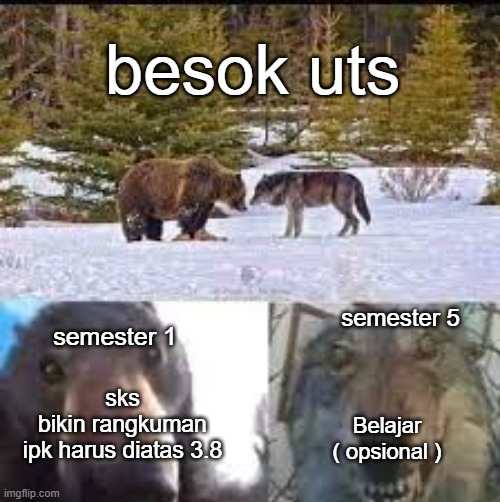 besok uts
semester 1
sks
bikin rangkuman
ipk harus diatas 3.8
semester 5
Belajar
( opsional )
imgflip.com